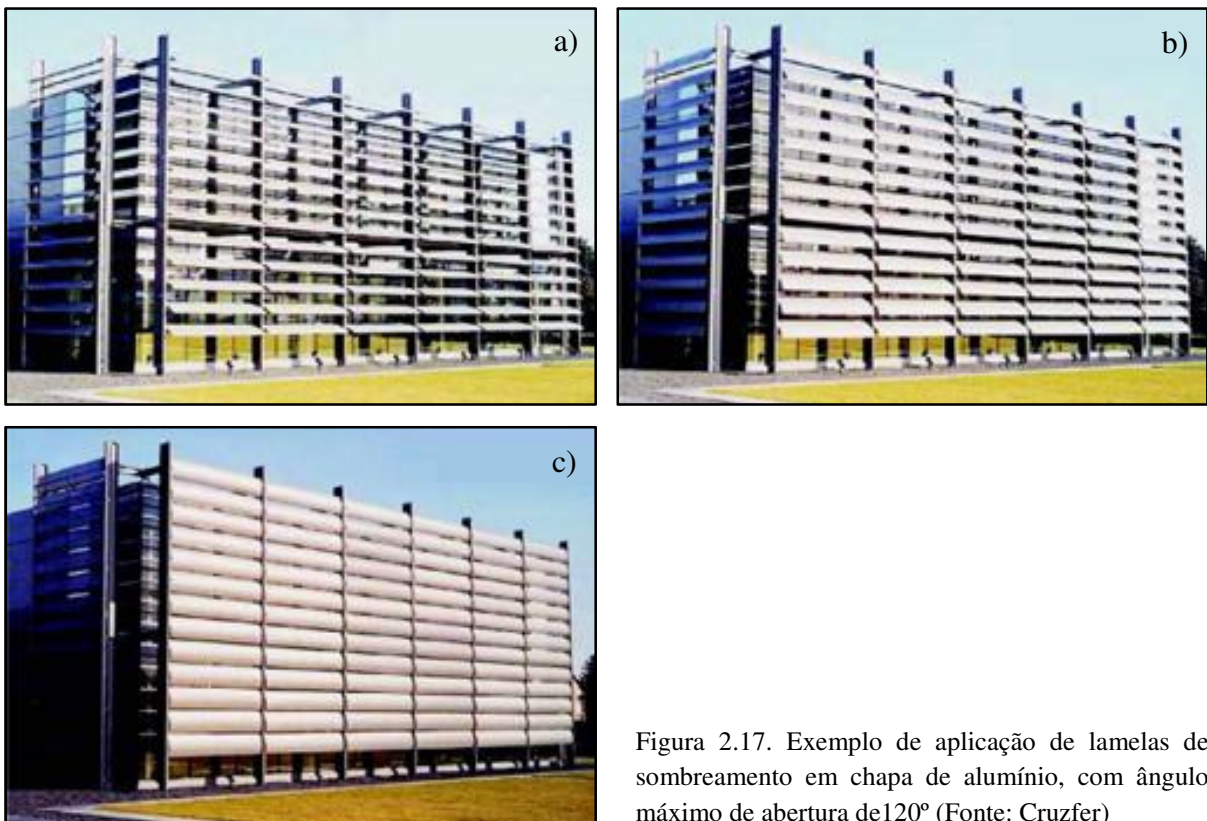 a)
b)
c)
Figura 2.17. Exemplo de aplicação de lamelas de
sombreamento em chapa de alumínio, com ângulo
máximo de abertura de120º (Fonte: Cruzfer)